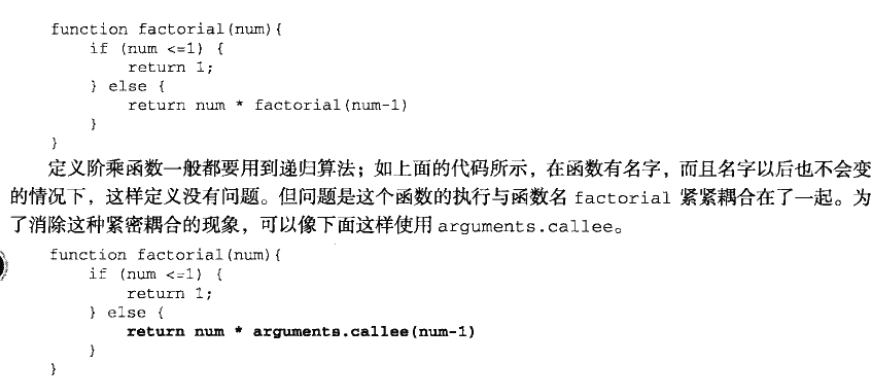 function factorial(num){
    if (num <=1) {
        return 1;
    } else {
        return num * factorial(num-1)
    }
}
定义阶乘函数一般都要用到递归算法；如上面的代码所示，在函数有名字，而且名字以后也不会变
的情况下，这样定义没有问题。但问题是这个函数的执行与函数名 factorial 紧紧耦合在了一起。为
了消除这种紧密耦合的现象，可以像下面这样使用 arguments.callee。
function factorial(num){
    if (num <=1) {
        return 1;
    } else {
        return num * arguments.callee(num-1)
    }
}